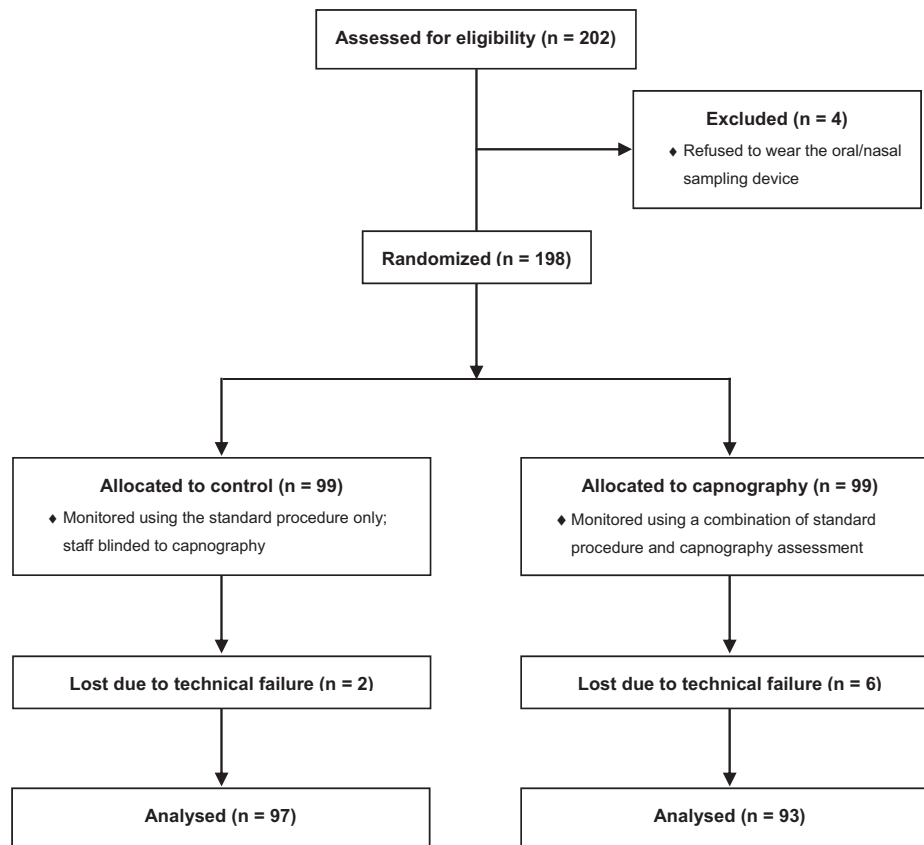 Assessed for eligibility (n = 202)
Excluded (n = 4)
♦ Refused to wear the oral/nasal
sampling device
Randomized (n = 198)
Allocated to control (n = 99)
♦ Monitored using the standard procedure only;
staff blinded to capnography
Allocated to capnography (n = 99)
♦ Monitored using a combination of standard
procedure and capnography assessment
Lost due to technical failure (n = 2)
Lost due to technical failure (n = 6)
Analysed (n = 97)
Analysed (n = 93)